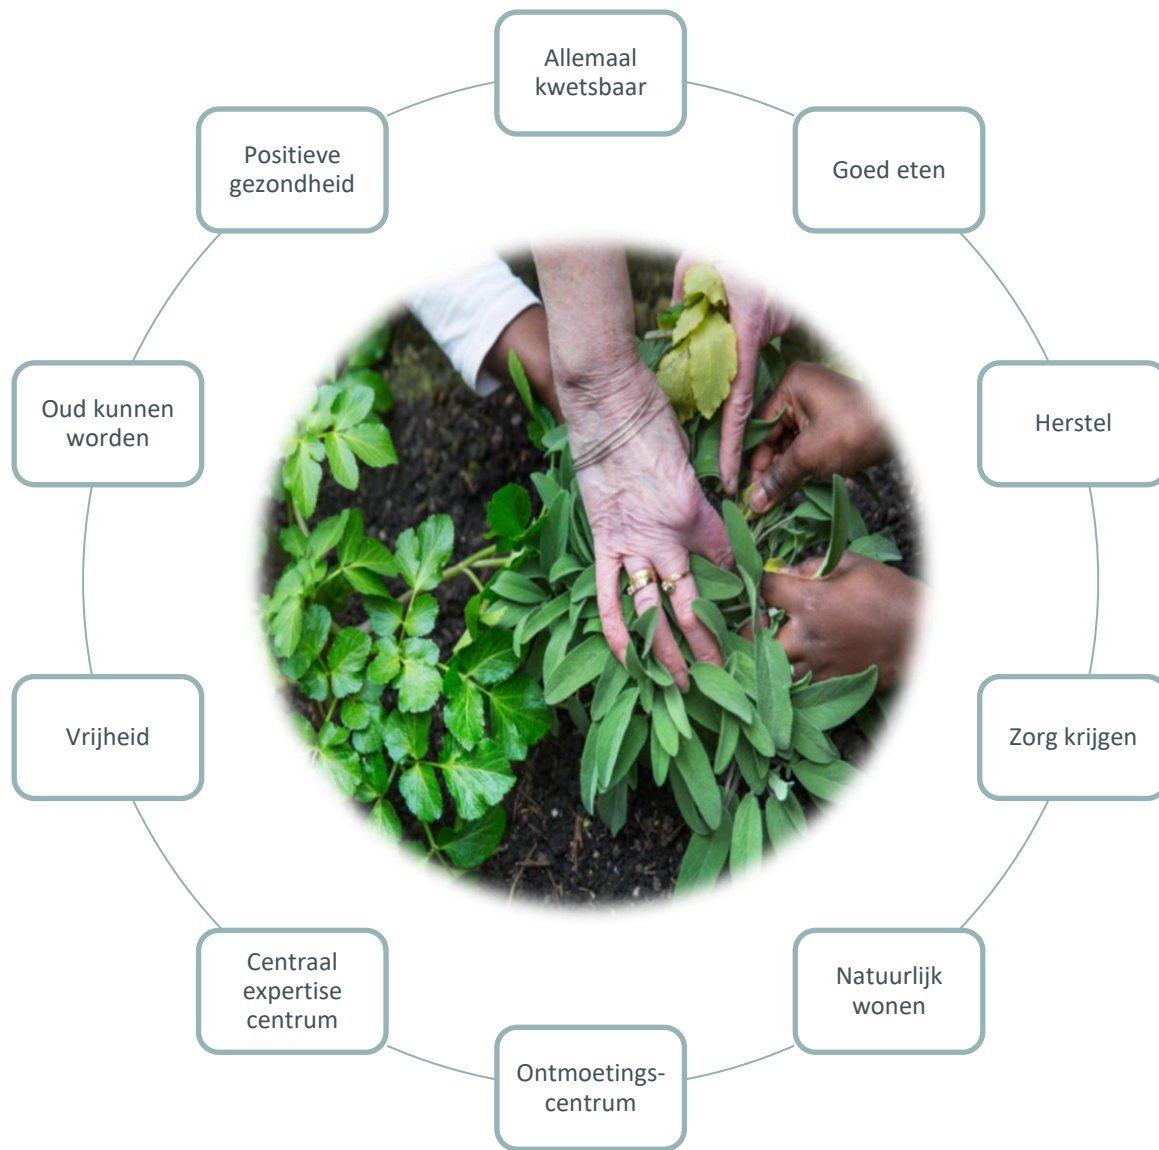 Allemaal
kwetsbaar
Goed eten
Herstel
Zorg krijgen
Natuurlijk
wonen
Ontmoetings-
centrum
Centraal
expertise
centrum
Vrijheid
Oud kunnen
worden
Positieve
gezondheid